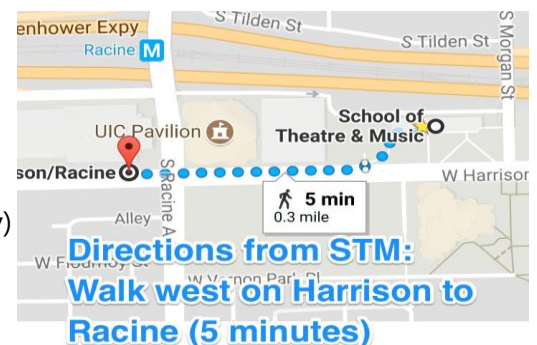 enhower Expy
S Tilden St
Racine M
S Tilden St
S Morgan St
School of
Theatre & Music
UIC Pavilion
son/Racine
S Racine A
W Harrison
5 min
0.3 mile
Alley
y)
Directions from STM:
W Flournoy St
Walk west on Harrison to
W Vernon Park Pl
Racine (5 minutes)